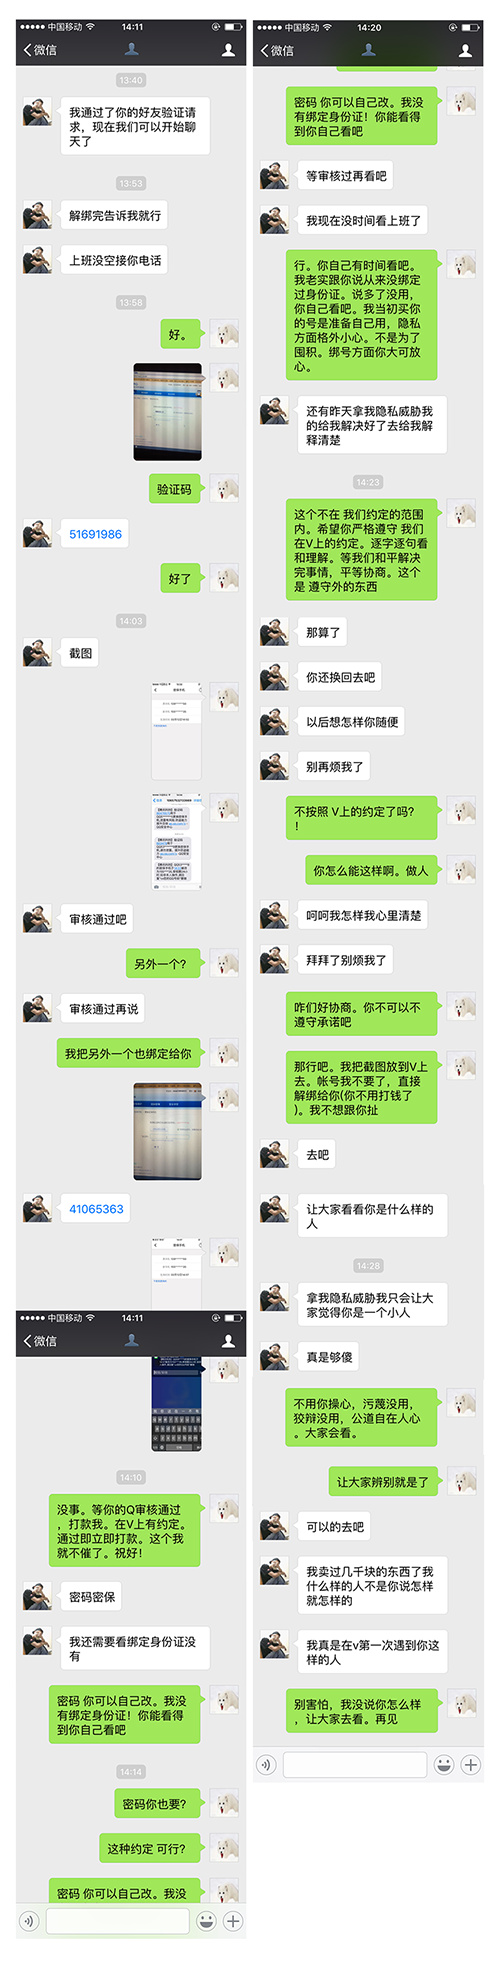 中国移动 14:11
微信
13:40
我通过了你的好友验证请
求，现在我们可以开始聊
天了
13:53
解绑完告诉我就行
上班没空接你电话
13:58
好。
验证码
51691986
好了
14:03
截图
审核通过吧
另外一个?
审核通过再说
我把另外一个也绑定给你
41065363
中国移动 14:11
微信
14:10
没事。等你的Q审核通过
，打款我。在V上有约定。
通过即立即打款。这个我
就不催了。祝好!
密码密保
我还需要看绑定身份证没
有
密码 你可以自己改。我没
有绑定身份证！你能看得
到你自己看吧
14:14
密码你也要?
这种约定 可行?
密码 你可以自己改。我没
中国移动 14:20
微信
密码 你可以自己改。我没
有绑定身份证！你能看得
到你自己看吧
等审核过再看吧
我现在没时间看上班了
行。你自己有时间看吧。
我老实跟你说从来没绑定
过身份证。说多了没用，
你自己看吧。我当初买你
的号是准备自己用，隐私
方面格外小心。不是为了
囤积。绑号方面你大可放
心。
还有昨天拿我隐私威胁我
的给我解决好了去给我解
释清楚
14:23
这个不在 我们约定的范围
内。希望你严格遵守 我们
在V上的约定。逐字逐句看
和理解。等我们和平解决
完事情，平等协商。这个
是 遵守外的东西
那算了
你还换回去吧
以后想怎样你随便
别再烦我了
不按照 V上的约定了吗？
！
你怎么能这样啊。做人
呵呵我怎样我心里清楚
拜拜了别烦我了
咱们好协商。你不可以不
遵守承诺吧
那行吧。我把截图放到V上
去。帐号我不要了，直接
解绑给你(你不用打钱了
)。我不想跟你扯
去吧
让大家看看你是什么样的
人
14:28
拿我隐私威胁我只会让大
家觉得你是一个小人
真是够傻
不用你操心，污蔑没用，
狡辩没用，公道自在人心
。大家会看。
让大家辨别就是了
可以的去吧
我卖过几千块的东西了我
什么样的人不是你说怎样
就怎样的
我真是在v第一次遇到你这
样的人
别害怕，我没说你怎么样
，让大家去看。再见